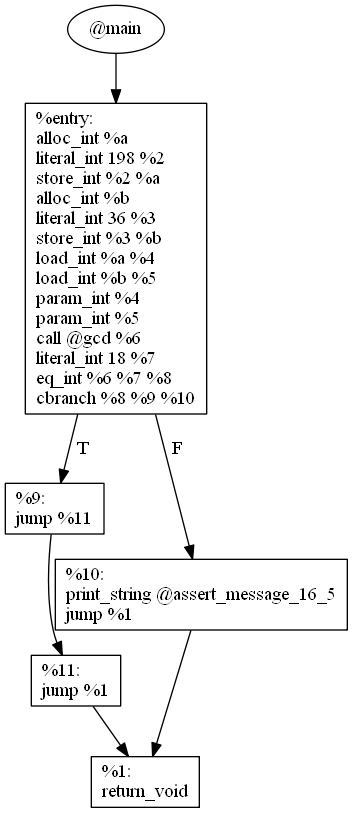 @main
%entry:
alloc_int %a
literal_int 198 %2
store_int %2 %a
alloc_int %b
literal_int 36 %3
store_int %3 %b
load_int %a %4
load_int %b %5
param_int %4
param_int %5
call @gcd %6
literal_int 18 %7
eq_int %6 %7 %8
cbranch %8 %9 %10
T
F
%9:
jump %11
%10:
print_string @assert_message_16_5
jump %1
%11:
jump %1
%1:
return_void